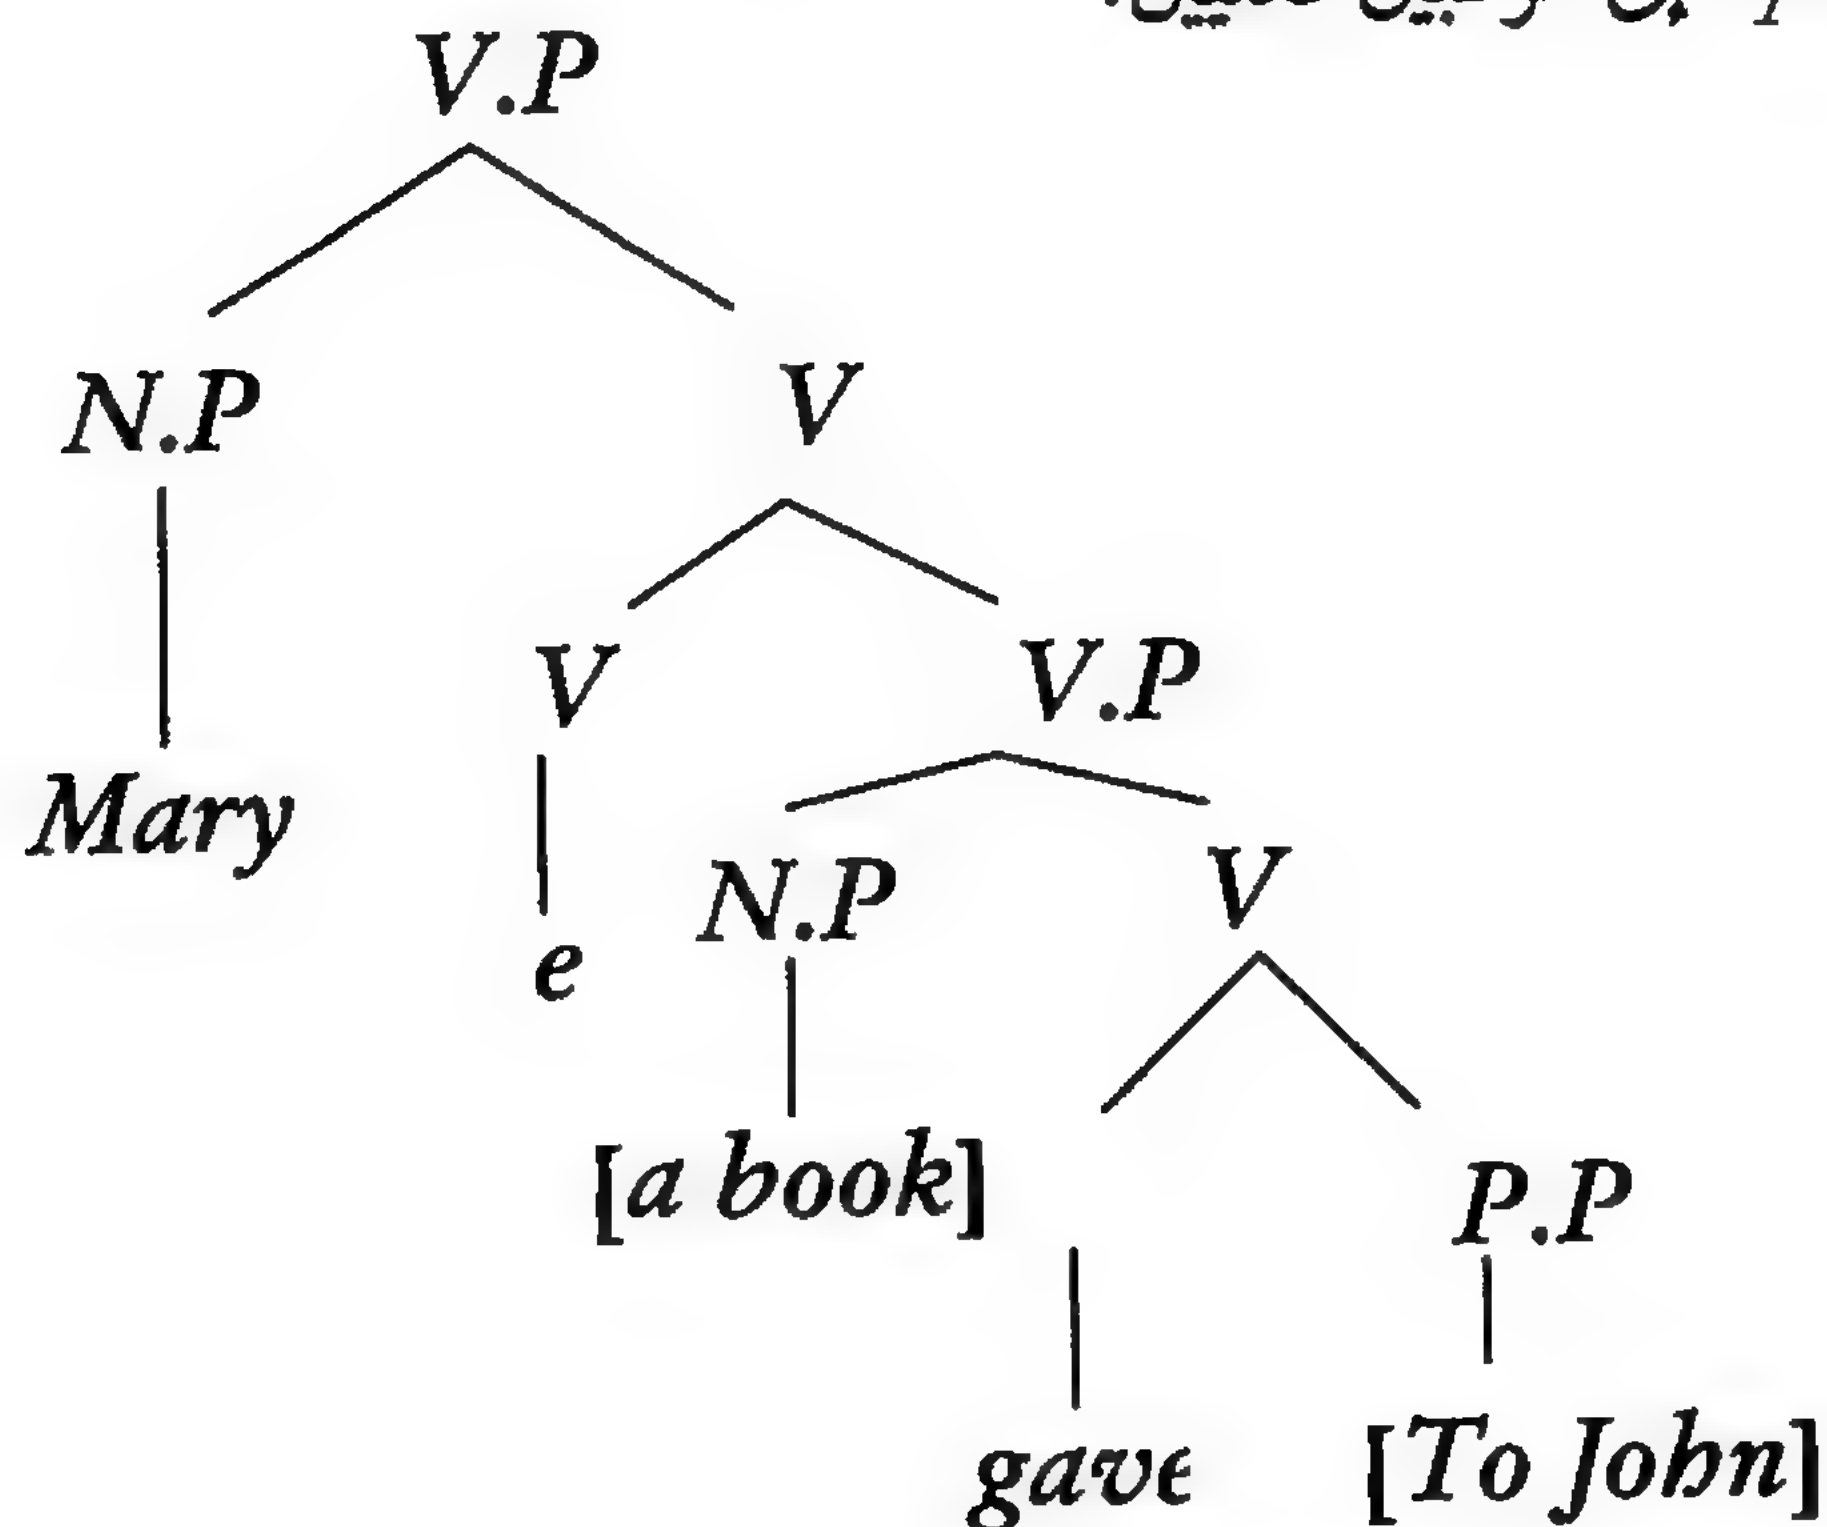 V.P
N.P V
V V.P
Mary
N.P V
e
[a book] P.P
gave [To John]